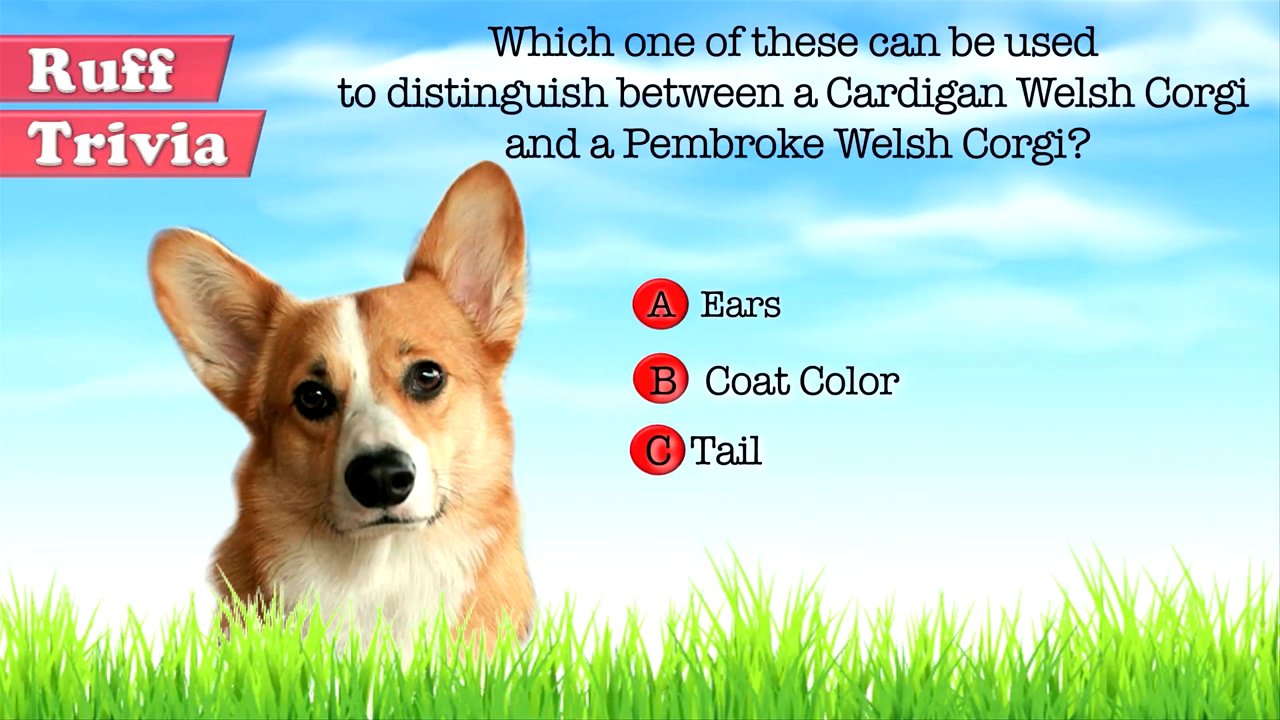 Ruff
Trivia
Which one of these can be used
to distinguish between a Cardigan Welsh Corgi
and a Pembroke Welsh Corgi?
A Ears
B Coat Color
C Tail